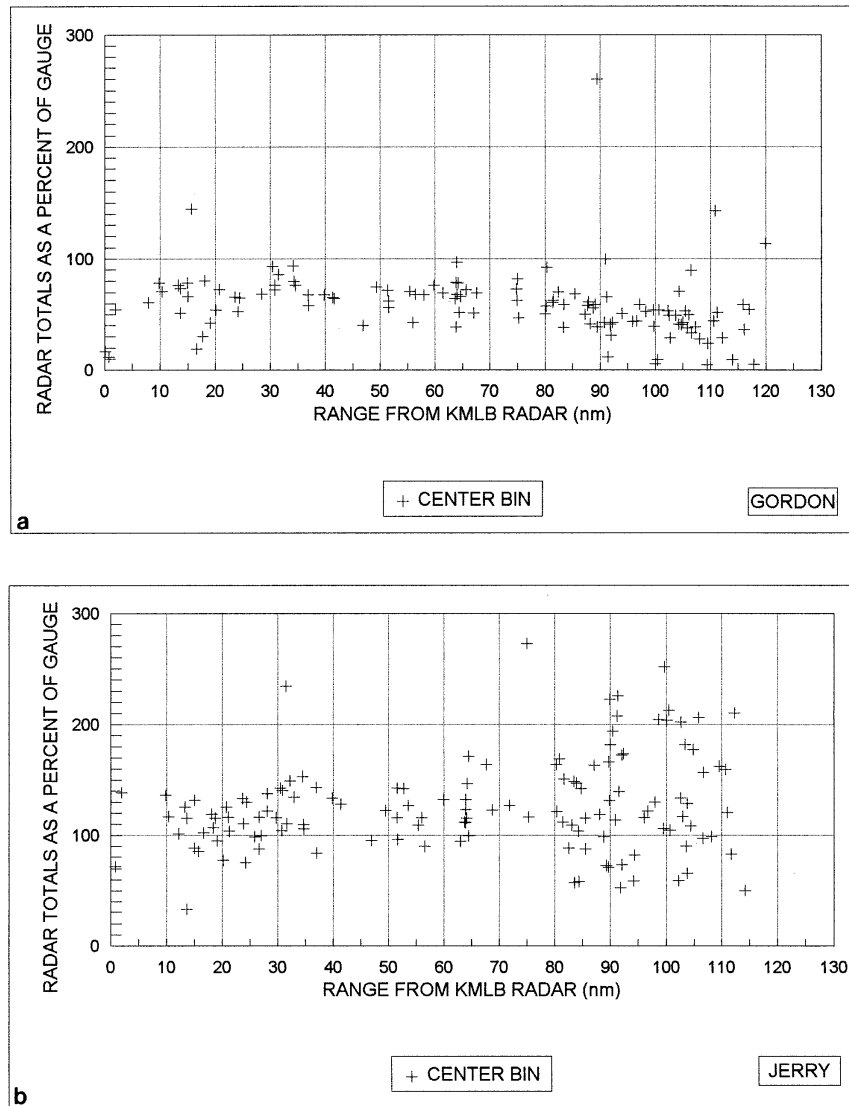 300
200
100
0
RADAR TOTALS AS A PERCENT OF GAUGE
0 10 20 30 40 50 60 70 80 90 100 110 120 130
RANGE FROM KMLB RADAR (nm)
+ CENTER BIN
GORDON
a
300
200
100
0
RADAR TOTALS AS A PERCENT OF GAUGE
0 10 20 30 40 50 60 70 80 90 100 110 120 130
RANGE FROM KMLB RADAR (nm)
+ CENTER BIN
JERRY
b